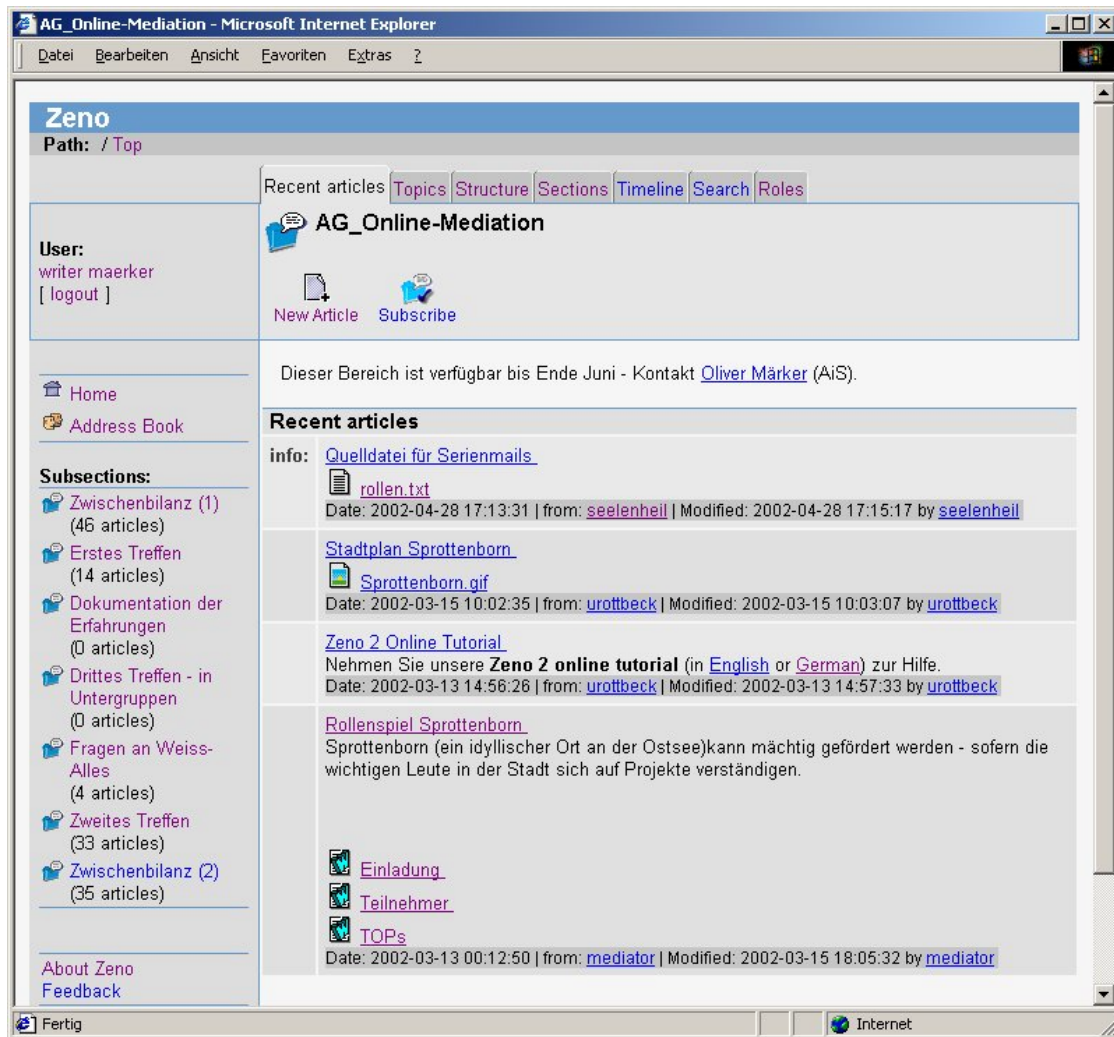 AG_Online-Mediation - Microsoft Internet Explorer
Datei Bearbeiten Ansicht Favoriten Extras ?
Zeno
Path: / Top
Recent articles Topics Structure Sections Timeline Search Roles
AG_Online-Mediation
User:
writer maerker
[ logout ]
New Article Subscribe
Home
Address Book
Subsections:
Zwischenbilanz (1)
(46 articles)
Erstes Treffen
(14 articles)
Dokumentation der
Erfahrungen
(0 articles)
Drittes Treffen - in
Untergruppen
(0 articles)
Fragen an Weiss-
Alles
(4 articles)
Zweites Treffen
(33 articles)
Zwischenbilanz (2)
(35 articles)
About Zeno
Feedback
Dieser Bereich ist verfügbar bis Ende Juni - Kontakt Oliver Märker (AiS).
Recent articles
info: Quelldatei für Serienmails
rollen.txt
Date: 2002-04-28 17:13:31 | from: seelenheil | Modified: 2002-04-28 17:15:17 by seelenheil
Stadtplan Sprottenborn
Sprottenborn.gif
Date: 2002-03-15 10:02:35 | from: urottbeck | Modified: 2002-03-15 10:03:07 by urottbeck
Zeno 2 Online Tutorial
Nehmen Sie unsere Zeno 2 online tutorial (in English or German) zur Hilfe.
Date: 2002-03-13 14:56:26 | from: urottbeck | Modified: 2002-03-13 14:57:33 by urottbeck
Rollenspiel Sprottenborn
Sprottenborn (ein idyllischer Ort an der Ostsee)kann mächtig gefördert werden - sofern die
wichtigen Leute in der Stadt sich auf Projekte verständigen.
Einladung
Teilnehmer
TOPs
Date: 2002-03-13 00:12:50 | from: mediator | Modified: 2002-03-15 18:05:32 by mediator
Fertig
Internet